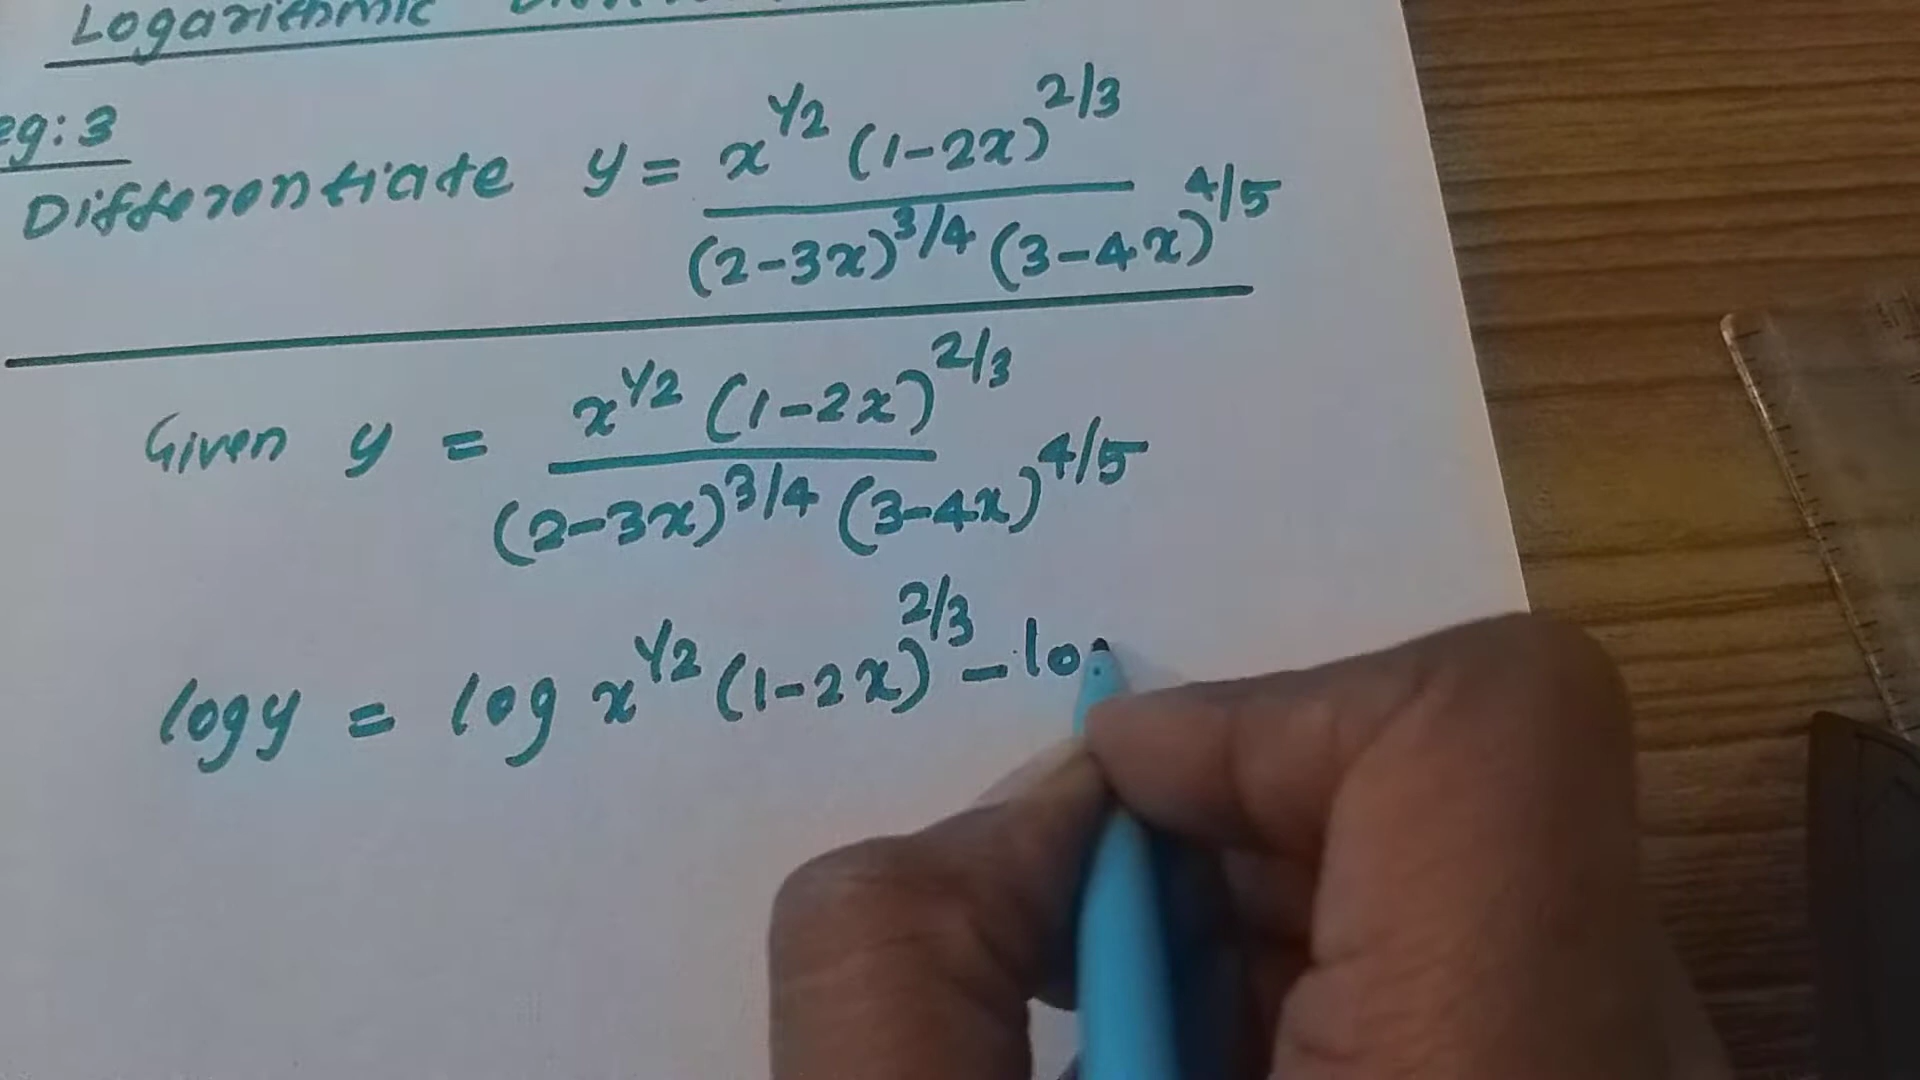 Logarithmic
eg:3
Differentiate y = x^1/2 (1-2x)^2/3
(2-3x)^3/4 (3-4x)^4/5
Given y = x^1/2 (1-2x)^2/3
(2-3x)^3/4 (3-4x)^4/5
log y = log x^1/2 (1-2x)^2/3 - lo